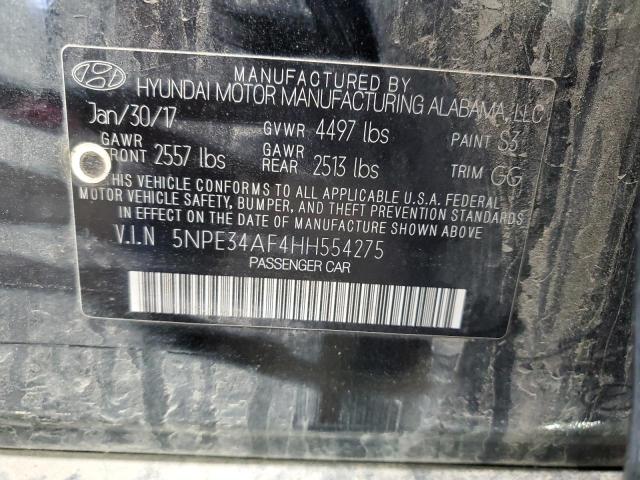 MANUFACTURED BY
HYUNDAI MOTOR MANUFACTURING ALABAMA, LLC
Jan/30/17 GVWR 4497 lbs PAINT S3
GAWR FRONT 2557 lbs GAWR REAR 2513 lbs TRIM GG
THIS VEHICLE CONFORMS TO ALL APPLICABLE U.S.A. FEDERAL
MOTOR VEHICLE SAFETY, BUMPER, AND THEFT PREVENTION STANDARDS
IN EFFECT ON THE DATE OF MANUFACTURE SHOWN ABOVE
V.I.N 5NPE34AF4HH554275
PASSENGER CAR